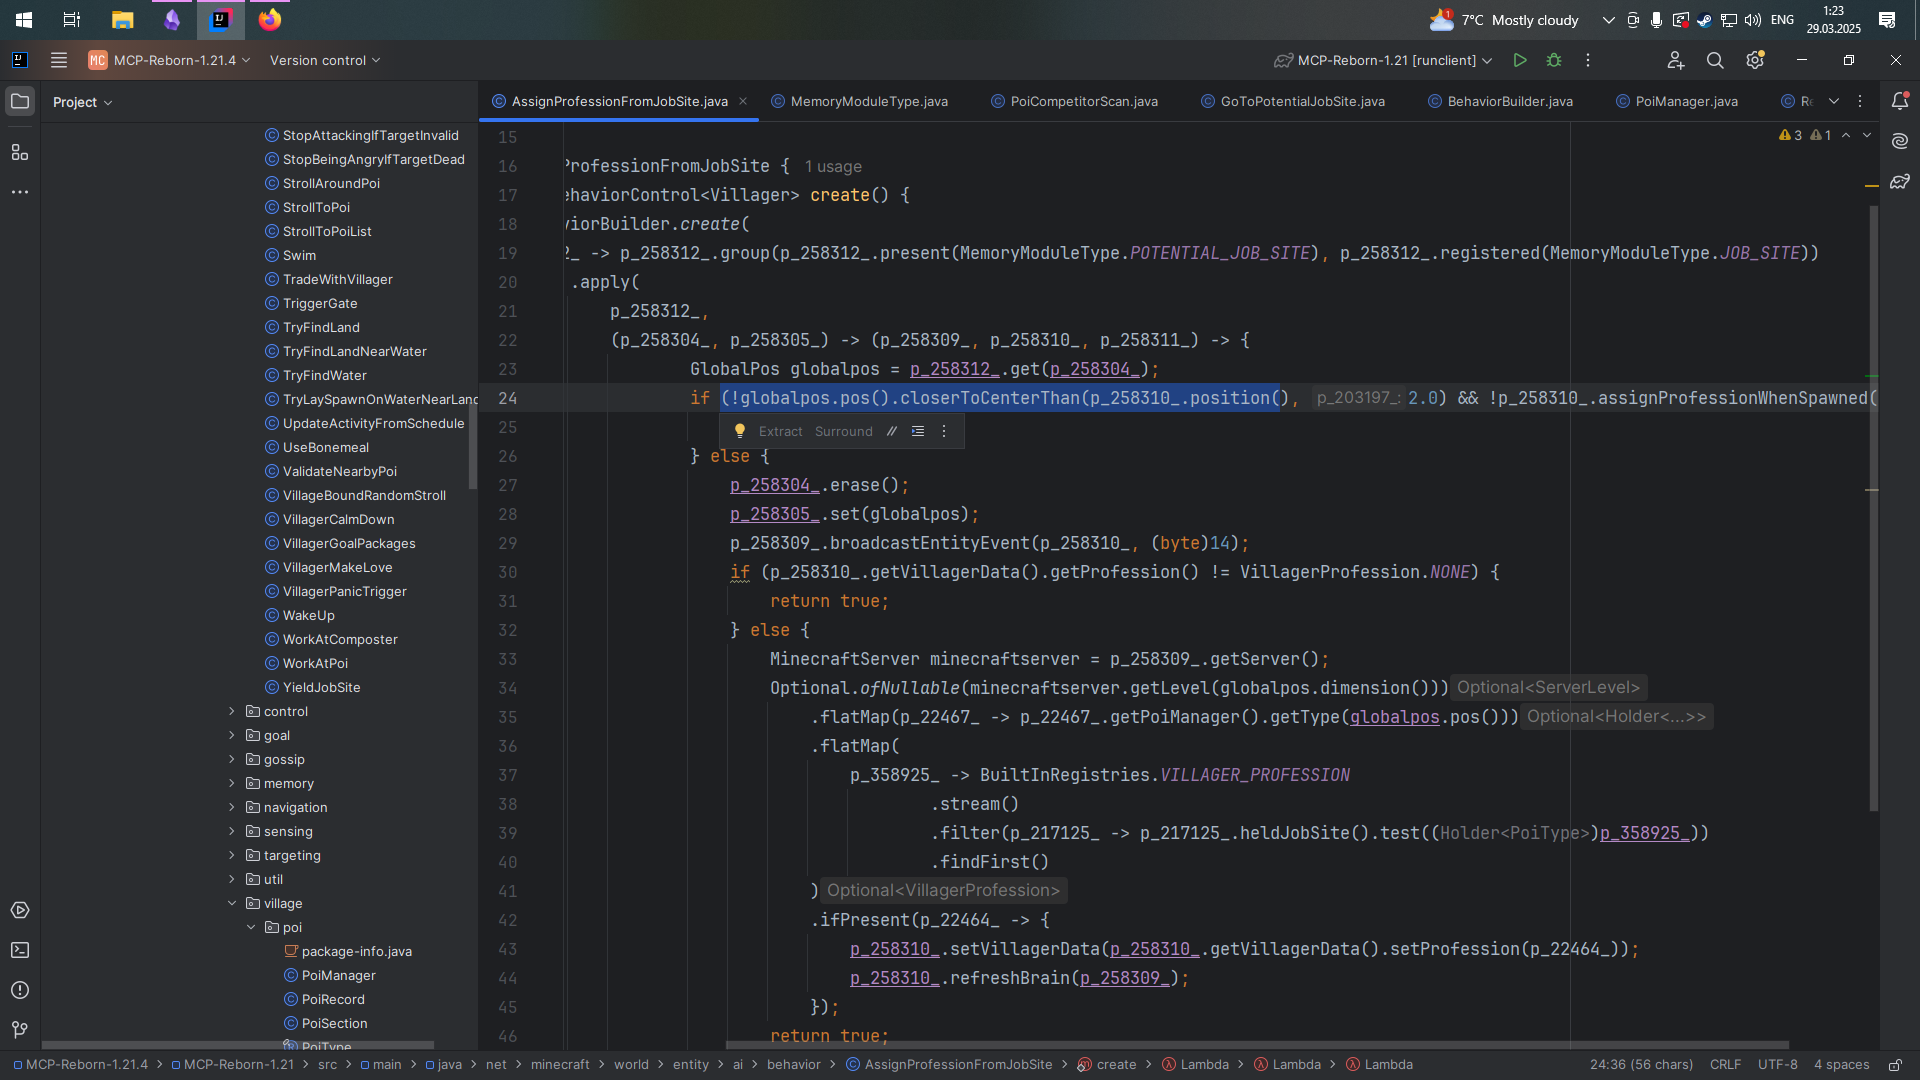 1
7°C Mostly cloudy
ENG
1:23
29.03.2025
MC MCP-Reborn-1.21.4
Version control
MCP-Reborn-1.21 [runclient]
Project
AssignProfessionFromJobSite.java
MemoryModuleType.java
PoiCompetitorScan.java
GoToPotentialJobSite.java
BehaviorBuilder.java
PoiManager.java
StopAttackingIfTargetInvalid
StopBeingAngryIfTargetDead
StrollAroundPoi
StrollToPoi
StrollToPoiList
Swim
TradeWithVillager
TriggerGate
TryFindLand
TryFindLandNearWater
TryFindWater
TryLaySpawnOnWaterNearLand
UpdateActivityFromSchedule
UseBonemeal
ValidateNearbyPoi
VillageBoundRandomStroll
VillagerCalmDown
VillagerGoalPackages
VillagerMakeLove
VillagerPanicTrigger
WakeUp
WorkAtComposter
WorkAtPoi
YieldJobSite
control
goal
gossip
memory
navigation
sensing
targeting
util
village
poi
package-info.java
PoiManager
PoiRecord
PoiSection
PoiType
3 1
15
16 ProfessionFromJobSite { 1 usage
17 ehaviorControl<Villager> create() {
18 viorBuilder.create(
19 2_ -> p_258312_.group(p_258312_.present(MemoryModuleType.POTENTIAL_JOB_SITE), p_258312_.registered(MemoryModuleType.JOB_SITE))
20 .apply(
21 p_258312_,
22 (p_258304_, p_258305_) -> (p_258309_, p_258310_, p_258311_) -> {
23 GlobalPos globalpos = p_258312_.get(p_258304_);
24 if (!globalpos.pos().closerToCenterThan(p_258310_.position(), p_203197_: 2.0) && !p_258310_.assignProfessionWhenSpawned(
25
Extract Surround //
26 } else {
27 p_258304_.erase();
28 p_258305_.set(globalpos);
29 p_258309_.broadcastEntityEvent(p_258310_, (byte)14);
30 if (p_258310_.getVillagerData().getProfession() != VillagerProfession.NONE) {
31 return true;
32 } else {
33 MinecraftServer minecraftserver = p_258309_.getServer();
34 Optional.ofNullable(minecraftserver.getLevel(globalpos.dimension())) Optional<ServerLevel>
35 .flatMap(p_22467_ -> p_22467_.getPoiManager().getType(globalpos.pos())) Optional<Holder<...>>
36 .flatMap(
37 p_358925_ -> BuiltInRegistries.VILLAGER_PROFESSION
38 .stream()
39 .filter(p_217125_ -> p_217125_.heldJobSite().test((Holder<PoiType>)p_358925_))
40 .findFirst()
41 ) Optional<VillagerProfession>
42 .ifPresent(p_22464_ -> {
43 p_258310_.setVillagerData(p_258310_.getVillagerData().setProfession(p_22464_));
44 p_258310_.refreshBrain(p_258309_);
45 });
46 return true;
MCP-Reborn-1.21.4 > MCP-Reborn-1.21 > src > main > java > net > minecraft > world > entity > ai > behavior > AssignProfessionFromJobSite > create > Lambda > Lambda > Lambda
24:36 (56 chars) CRLF UTF-8 4 spaces